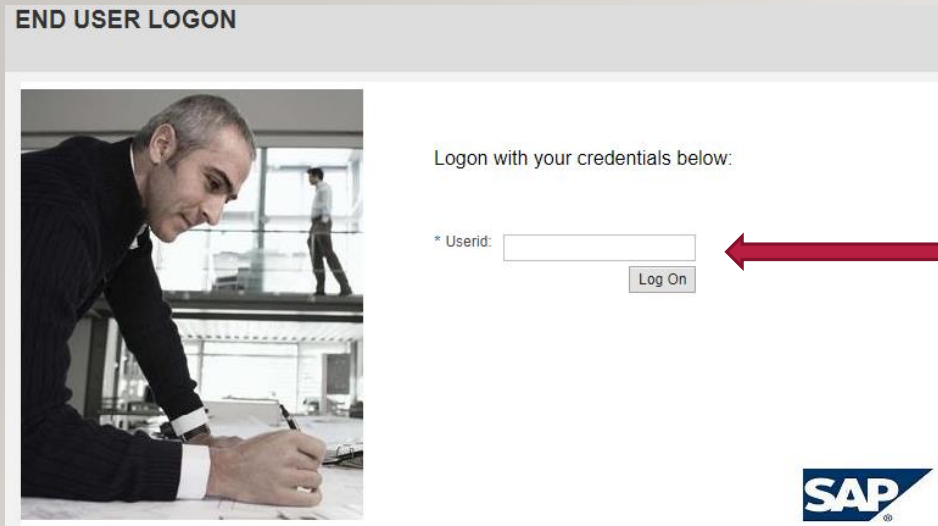 END USER LOGON
Logon with your credentials below:
* Userid:
Log On
SAP
®